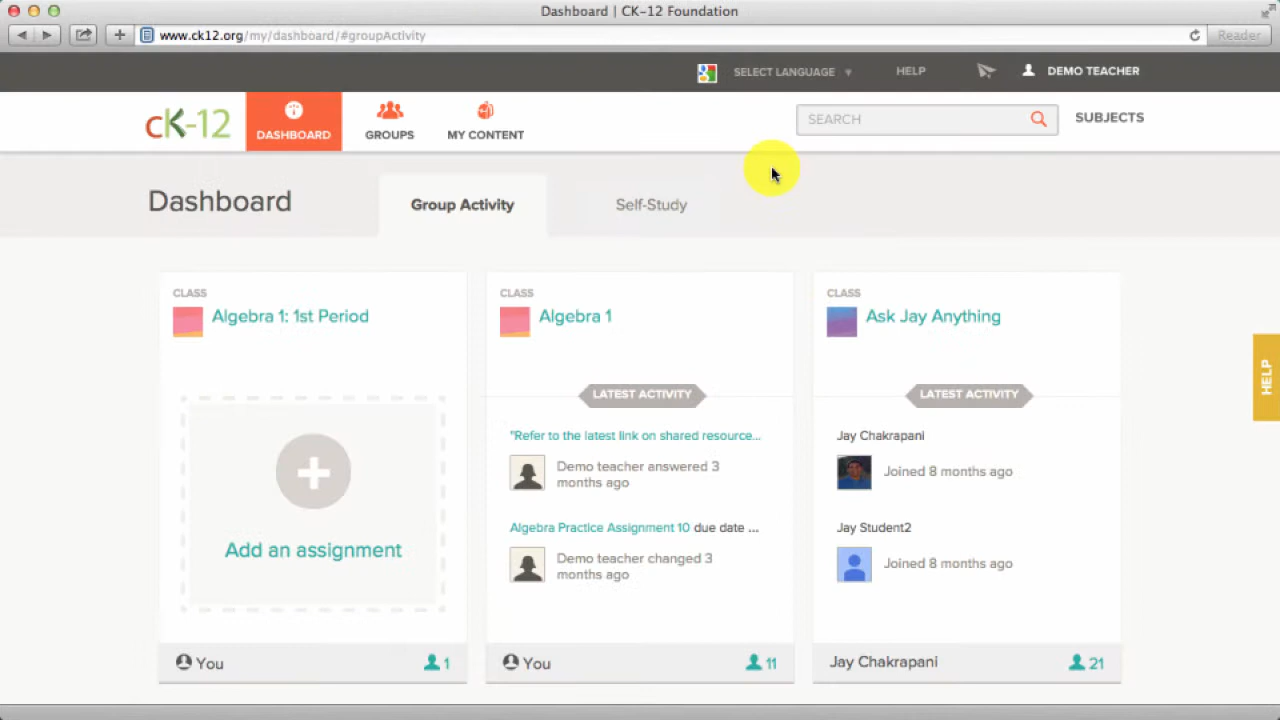 Dashboard | CK-12 Foundation
www.ck12.org/my/dashboard/#groupActivity
Reader
SELECT LANGUAGE
HELP
DEMO TEACHER
cK-12
DASHBOARD
GROUPS
MY CONTENT
SEARCH
SUBJECTS
Dashboard
Group Activity
Self-Study
CLASS
Algebra 1: 1st Period
Add an assignment
You
1
CLASS
Algebra 1
LATEST ACTIVITY
"Refer to the latest link on shared resource...
Demo teacher answered 3
months ago
Algebra Practice Assignment 10 due date ...
Demo teacher changed 3
months ago
You
11
CLASS
Ask Jay Anything
LATEST ACTIVITY
Jay Chakrapani
Joined 8 months ago
Jay Student2
Joined 8 months ago
Jay Chakrapani
21
HELP